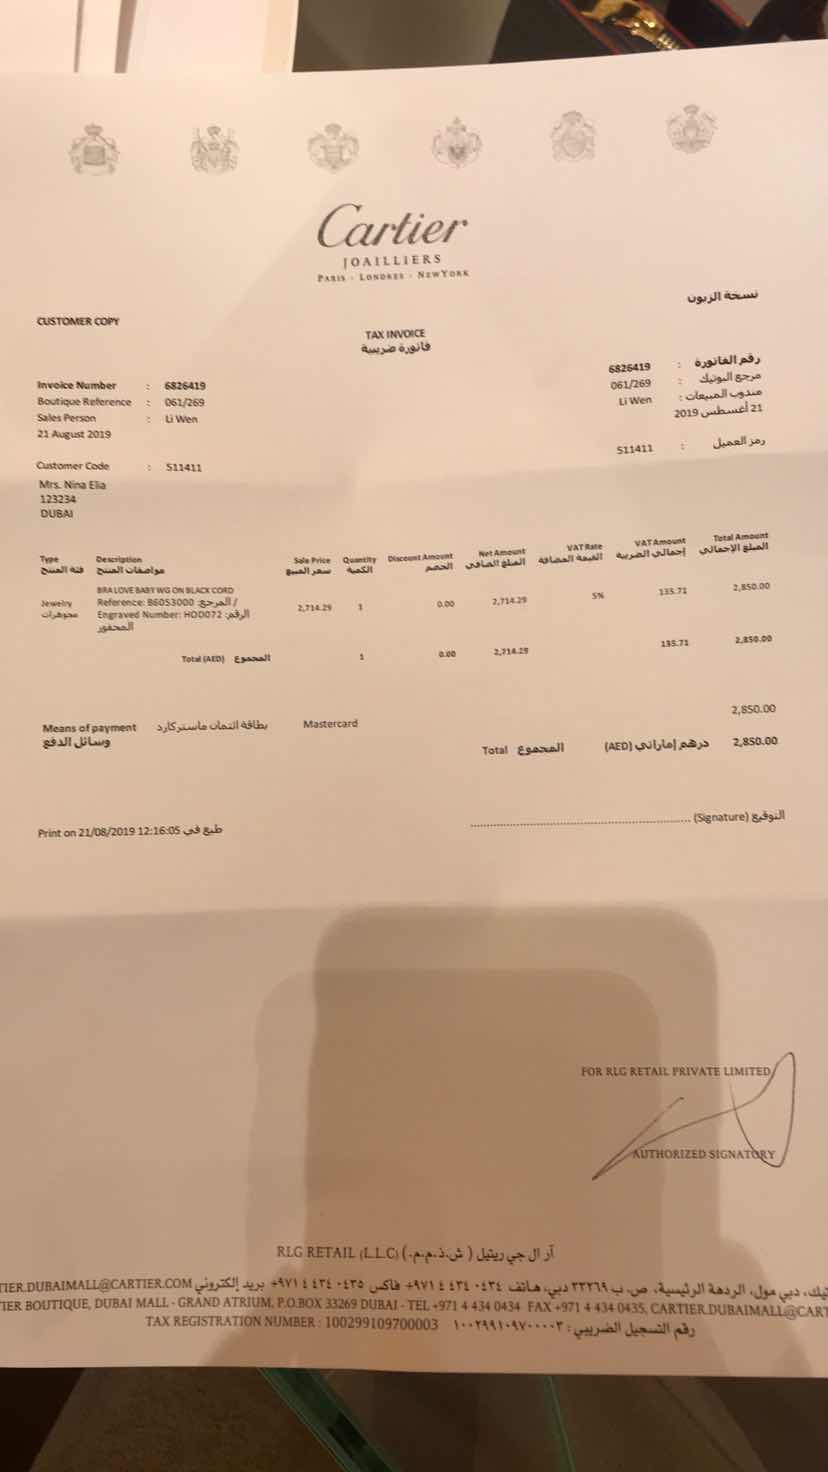 Cartier
JOAILLIERS
PARIS - LONDRES - NEWYORK
نسخة الزبون
CUSTOMER COPY
TAX INVOICE
فاتورة ضريبية
Invoice Number : 6826419
Boutique Reference : 061/269
Sales Person : Li Wen
21 August 2019
رقم الفاتورة : 6826419
مرجع البوتيك : 061/269
مندوب المبيعات : Li Wen
21 أغسطس 2019
Customer Code : 511411
رمز العميل : 511411
Mrs. Nina Elia
123234
DUBAI
Type Description Sale Price Quantity Discount Amount Net Amount VAT Rate VAT Amount Total Amount
فئة المنتج مواصفات المنتج سعر المبيع الكمية الخصم المبلغ الصافي القيمة المضافة إجمالي الضريبة المبلغ الإجمالي
BRA LOVE BABY WG ON BLACK CORD
Jewelry Reference: B6053000 المرجع: / 2,714.29 1 0.00 2,714.29 5% 135.71 2,850.00
مجوهرات Engraved Number: HOD072 الرقم:
المحفور
Total (AED) المجموع 1 0.00 2,714.29 135.71 2,850.00
2,850.00
Means of payment بطاقة ائتمان ماستركارد Mastercard
وسائل الدفع
Total المجموع (AED) درهم إماراتي 2,850.00
Print on 21/08/2019 12:16:05 طبع في
التوقيع (Signature)
FOR RLG RETAIL PRIVATE LIMITED
AUTHORIZED SIGNATORY
RLG RETAIL (L.L.C) (.ش.ذ.م.م) آر ال جي ريتيل
تيك، دبي مول، الردهة الرئيسية، ص. ب ٣٣٢٦٩ دبي، هاتف ٠٤٣٤ ٤٣٤ ٤ ٩٧١+ فاكس ٠٤٣٥ ٤٣٤ ٤ ٩٧١+ بريد إلكتروني TIER.DUBAIMALL@CARTIER.COM
TIER BOUTIQUE, DUBAI MALL - GRAND ATRIUM, P.O.BOX 33269 DUBAI - TEL +971 4 434 0434 FAX +971 4 434 0435, CARTIER.DUBAIMALL@CART
TAX REGISTRATION NUMBER : 100299109700003 رقم التسجيل الضريبي : ١٠٠٢٩٩١٠٩٧٠٠٠٠٣